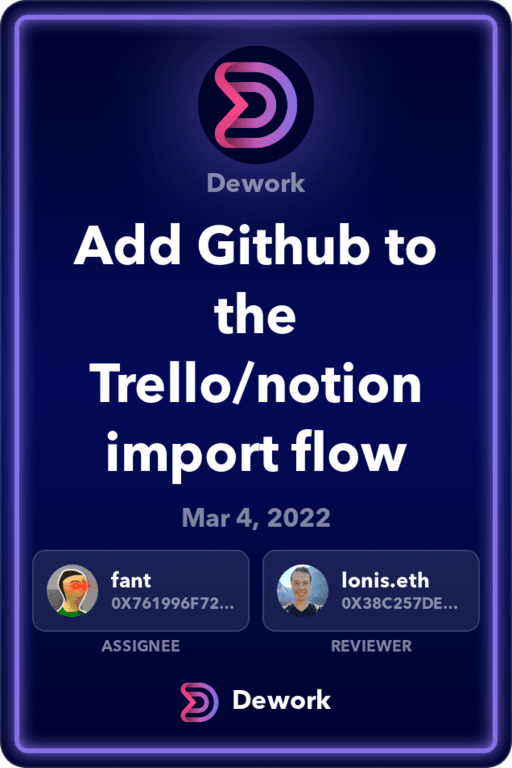 Dework
Add Github to
the
Trello/notion
import flow
Mar 4, 2022
fant
0X761996F72...
ASSIGNEE
lonis.eth
0X38C257DE...
REVIEWER
Dework